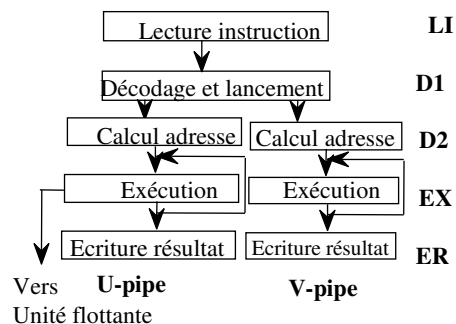 Lecture instruction LI
Décodage et lancement D1
Calcul adresse Calcul adresse D2
Exécution Exécution EX
Ecriture résultat Ecriture résultat ER
Vers U-pipe V-pipe
Unité flottante